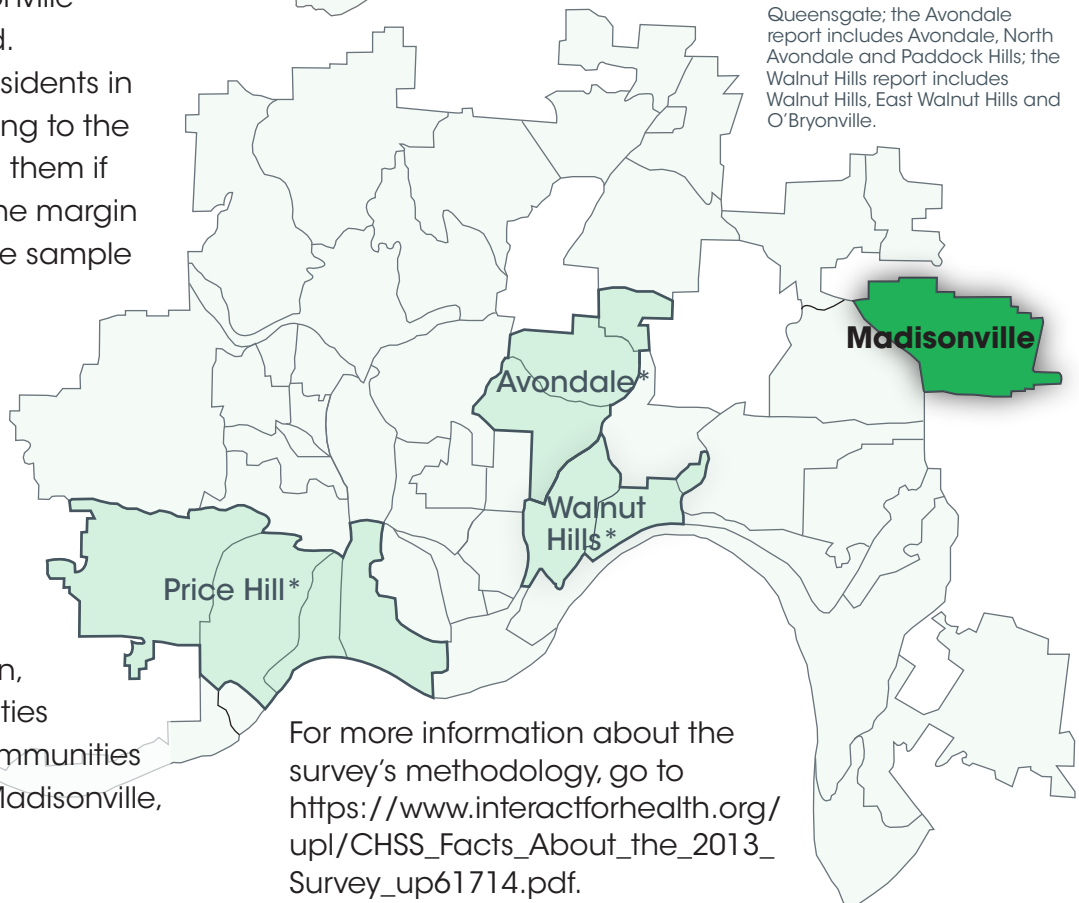 nville
d.
sidents in
ng to the
them if
ne margin
e sample
n,
ties
mmunities
Madisonville,
Queensgate; the Avondale
report includes Avondale, North
Avondale and Paddock Hills; the
Walnut Hills report includes
Walnut Hills, East Walnut Hills and
O’Bryonville.
Madisonville
Avondale*
Walnut
Hills*
Price Hill*
For more information about the
survey’s methodology, go to
https://www.interactforhealth.org/
upl/CHSS_Facts_About_the_2013_
Survey_up61714.pdf.